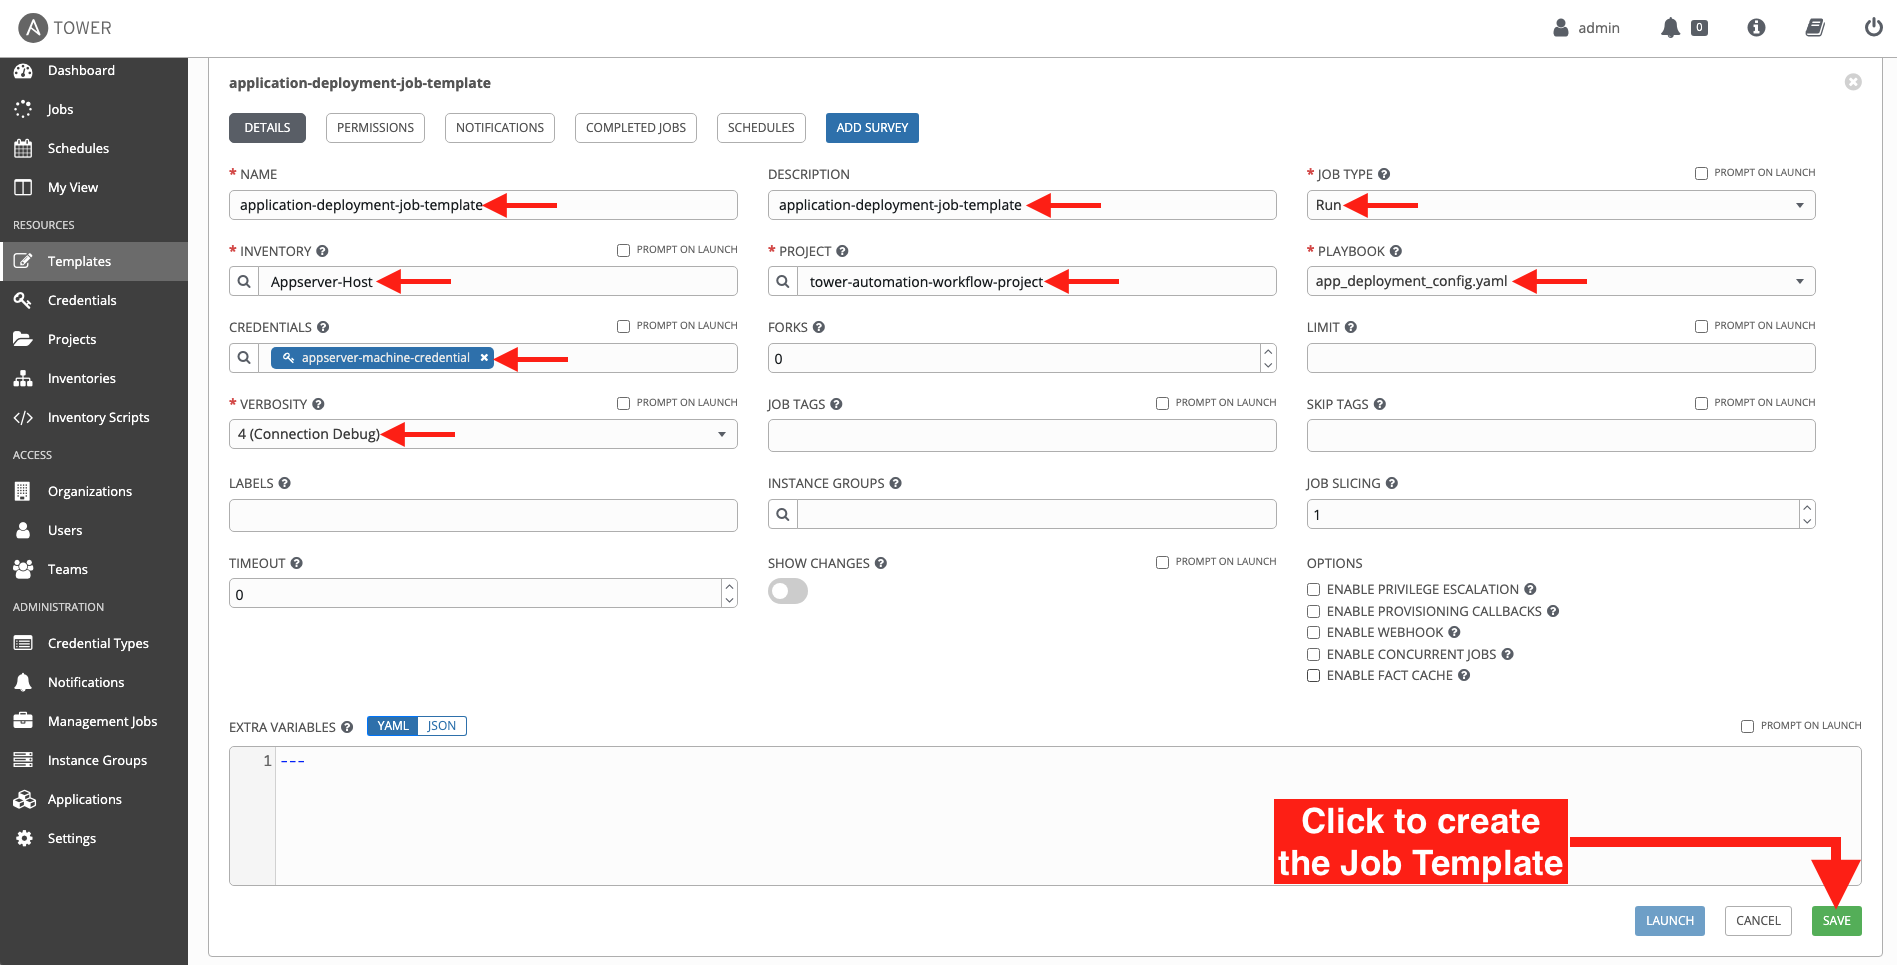 TOWER
admin
0
Dashboard
Jobs
Schedules
My View
RESOURCES
Templates
Credentials
Projects
Inventories
Inventory Scripts
ACCESS
Organizations
Users
Teams
ADMINISTRATION
Credential Types
Notifications
Management Jobs
Instance Groups
Applications
Settings
application-deployment-job-template
DETAILS PERMISSIONS NOTIFICATIONS COMPLETED JOBS SCHEDULES ADD SURVEY
* NAME
application-deployment-job-template
DESCRIPTION
application-deployment-job-template
* JOB TYPE PROMPT ON LAUNCH
Run
* INVENTORY PROMPT ON LAUNCH
Appserver-Host
* PROJECT
tower-automation-workflow-project
* PLAYBOOK
app_deployment_config.yaml
CREDENTIALS PROMPT ON LAUNCH
appserver-machine-credential
FORKS
0
LIMIT PROMPT ON LAUNCH
* VERBOSITY PROMPT ON LAUNCH
4 (Connection Debug)
JOB TAGS PROMPT ON LAUNCH
SKIP TAGS PROMPT ON LAUNCH
LABELS
INSTANCE GROUPS
JOB SLICING
1
TIMEOUT
0
SHOW CHANGES PROMPT ON LAUNCH
OPTIONS
ENABLE PRIVILEGE ESCALATION
ENABLE PROVISIONING CALLBACKS
ENABLE WEBHOOK
ENABLE CONCURRENT JOBS
ENABLE FACT CACHE
EXTRA VARIABLES YAML JSON PROMPT ON LAUNCH
1 ---
Click to create
the Job Template
LAUNCH CANCEL SAVE